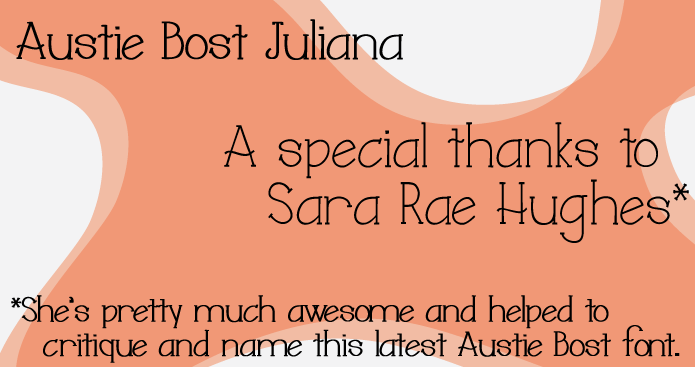 Austie Bost Juliana
A special thanks to
Sara Rae Hughes*
*She's pretty much awesome and helped to
critique and name this latest Austie Bost font.